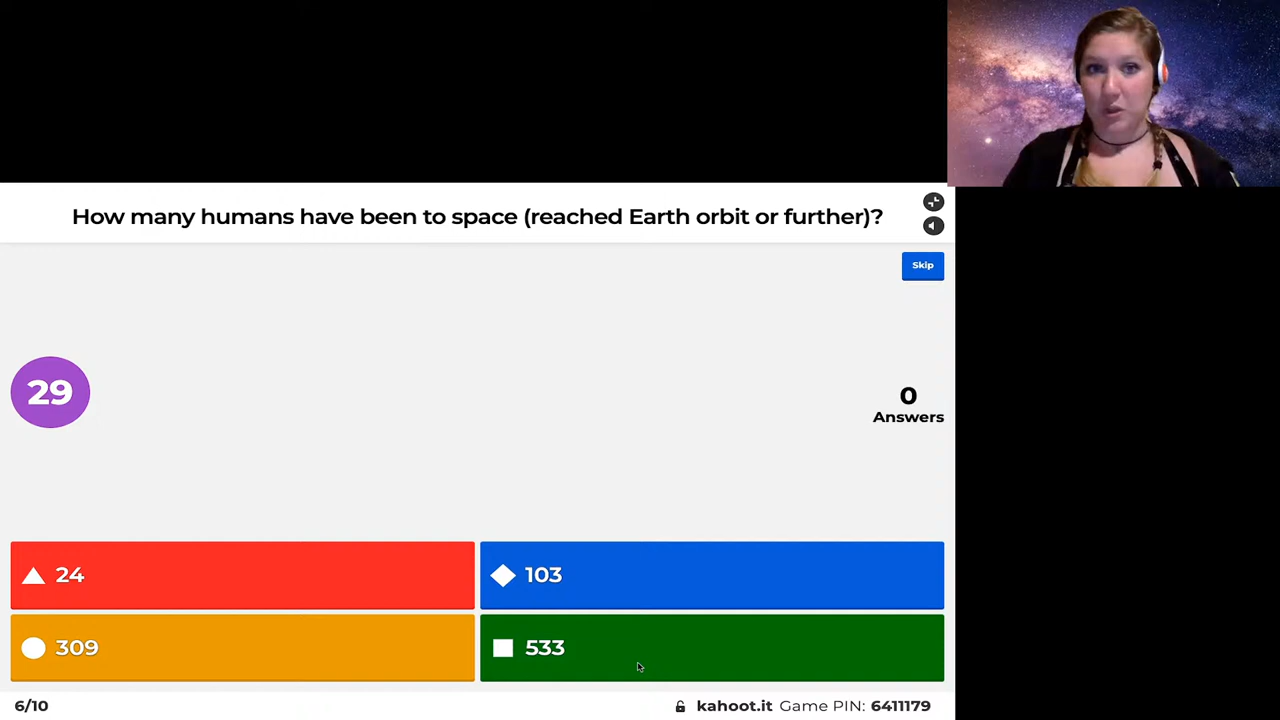 How many humans have been to space (reached Earth orbit or further)?
Skip
29
0
Answers
24
103
309
533
6/10
kahoot.it Game PIN: 6411179